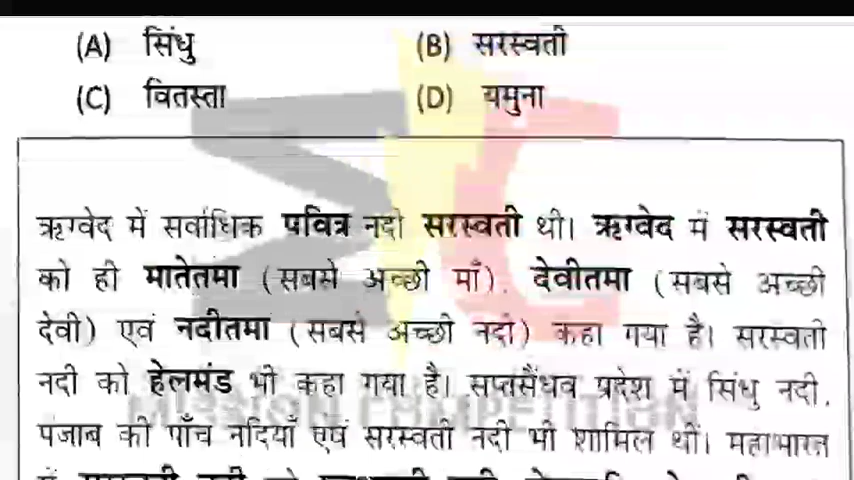 (A) सिंधु (B) सरस्वती
(C) वितस्ता (D) यमुना
ऋग्वेद में सर्वाधिक पवित्र नदी सरस्वती थी। ऋग्वेद में सरस्वती
को ही मातेतमा (सबसे अच्छी माँ), देवीतमा (सबसे अच्छी
देवी) एवं नदीतमा (सबसे अच्छी नदी) कहा गया है। सरस्वती
नदी को हेलमंड भी कहा गया है। सप्तसैंधव प्रदेश में सिंधु नदी,
पंजाब की पाँच नदियाँ एवं सरस्वती नदी भी शामिल थीं। महाभारत
MISSION COMPETITION